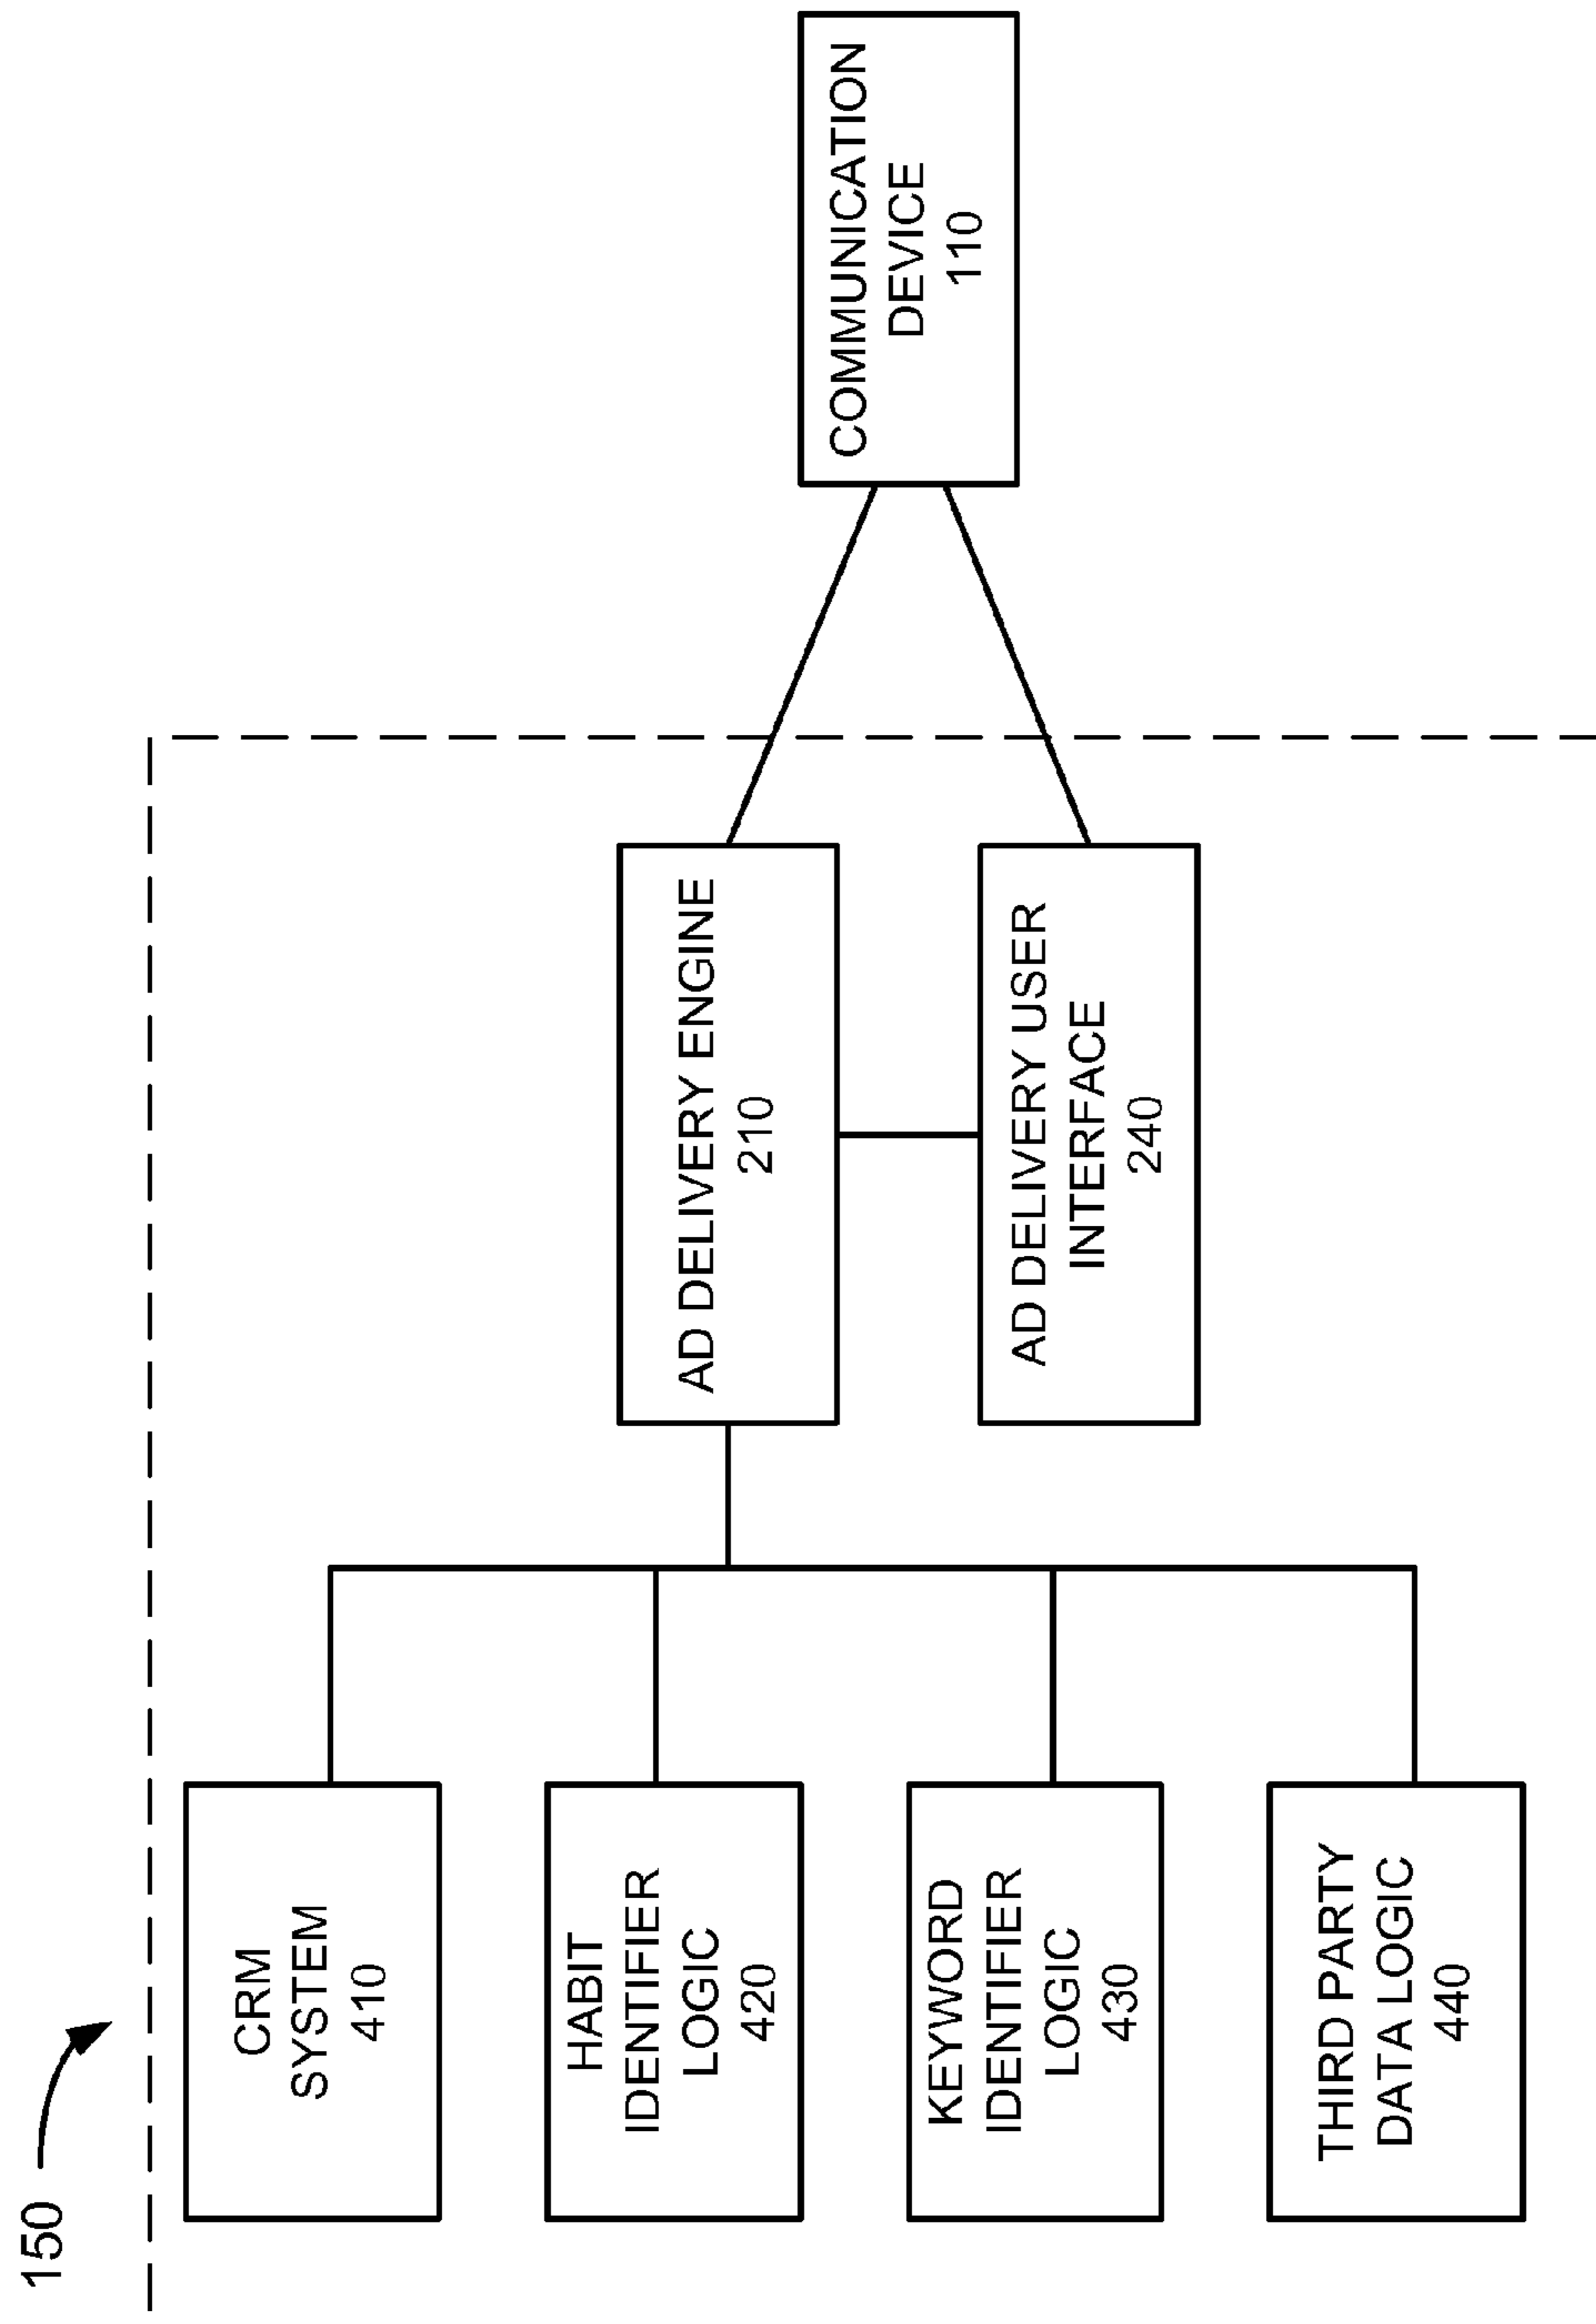 150
CRM
SYSTEM
410
HABIT
IDENTIFIER
LOGIC
420
KEYWORD
IDENTIFIER
LOGIC
430
THIRD PARTY
DATA LOGIC
440
AD DELIVERY ENGINE
210
AD DELIVERY USER
INTERFACE
240
COMMUNICATION
DEVICE
110